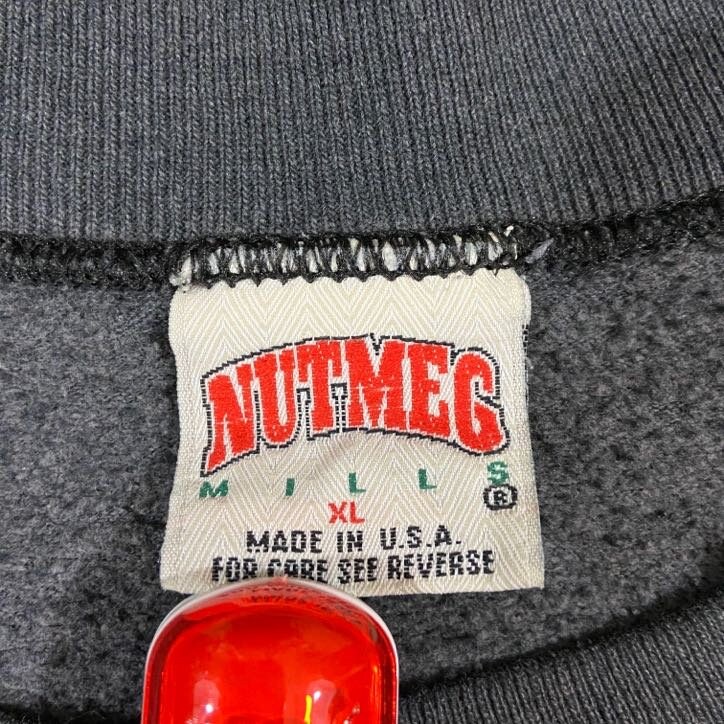 NUTMEG
MILLS
®
XL
MADE IN U.S.A.
FOR CARE SEE REVERSE